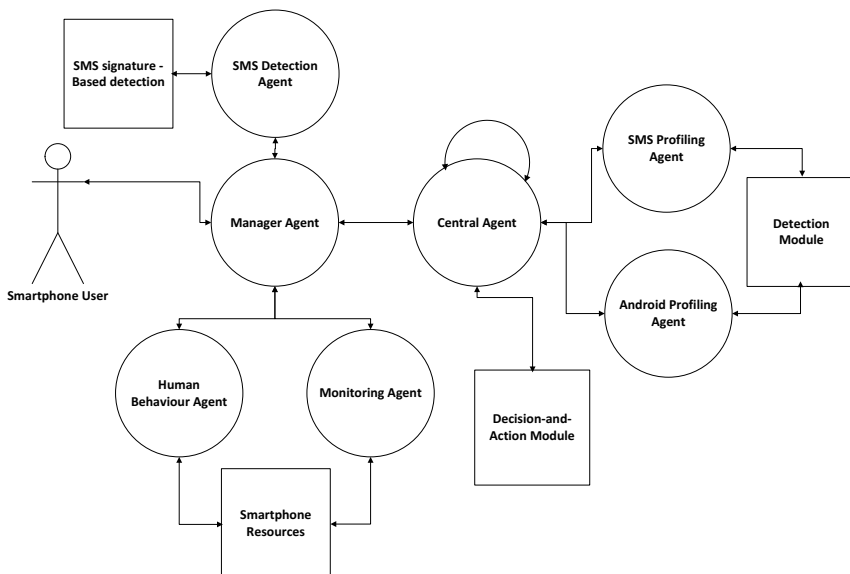 SMS signature -
Based detection
SMS Detection
Agent
SMS Profiling
Agent
Manager Agent
Central Agent
Detection
Module
Smartphone User
Android Profiling
Agent
Human
Behaviour Agent
Monitoring Agent
Decision-and-
Action Module
Smartphone
Resources